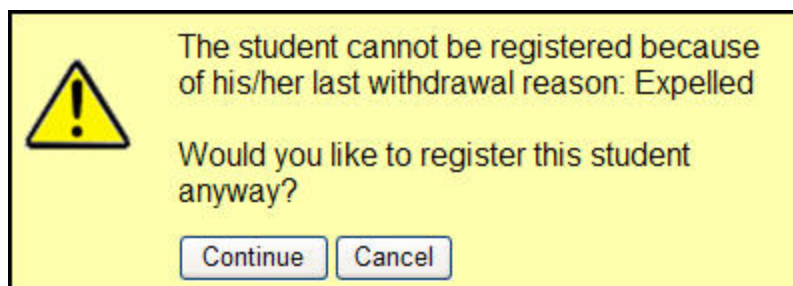 The student cannot be registered because
of his/her last withdrawal reason: Expelled
Would you like to register this student
anyway?
Continue Cancel